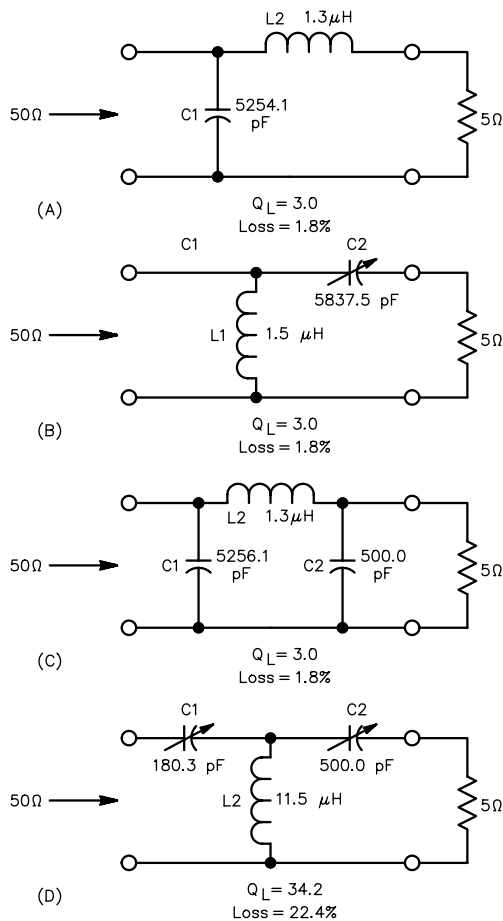 L2 1.3μH
50Ω
C1
5254.1
pF
5Ω
(A)
QL = 3.0
Loss = 1.8%
C1
C2
5837.5 pF
50Ω
L1
1.5 μH
5Ω
(B)
QL = 3.0
Loss = 1.8%
L2
1.3μH
50Ω
C1
5256.1
pF
C2
500.0
pF
5Ω
(C)
QL = 3.0
Loss = 1.8%
C1
C2
180.3 pF
500.0 pF
50Ω
L2
11.5 μH
5Ω
(D)
QL = 34.2
Loss = 22.4%